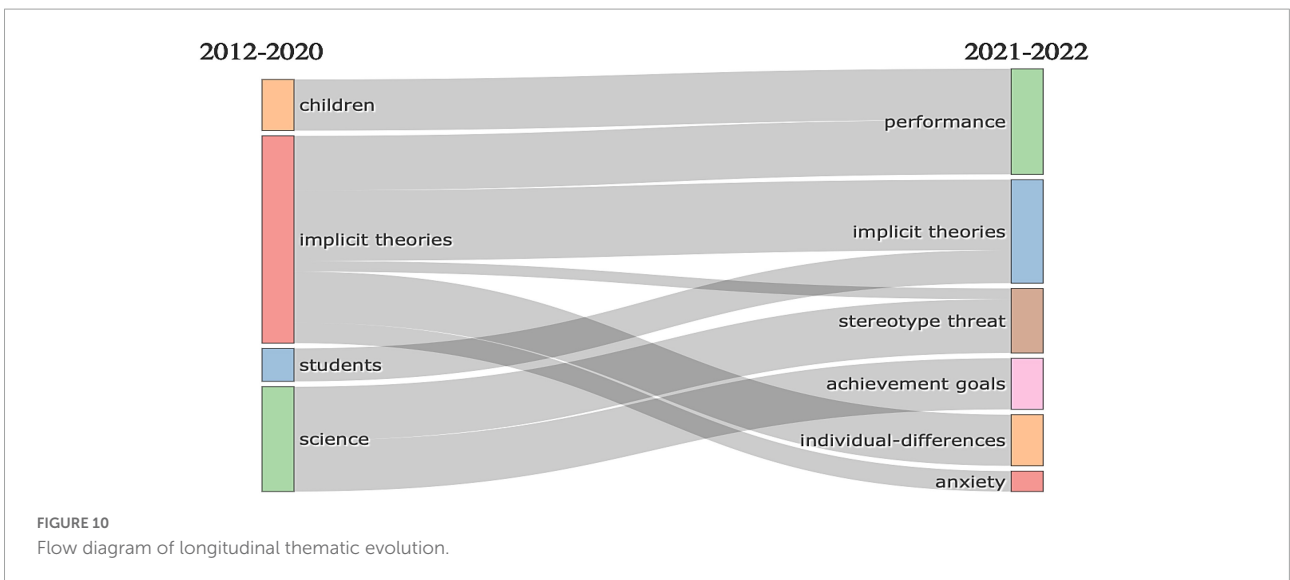 2012-2020
2021-2022
children
implicit theories
students
science
performance
implicit theories
stereotype threat
achievement goals
individual-differences
anxiety
FIGURE 10
Flow diagram of longitudinal thematic evolution.